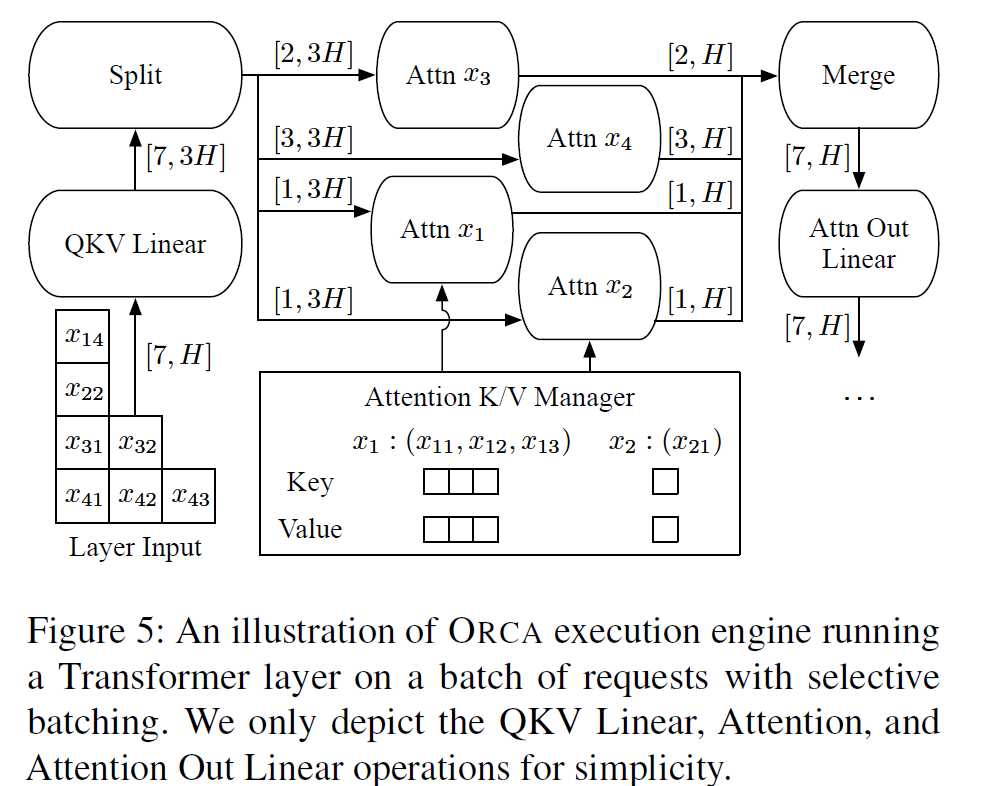 Split
[2, 3H]
Attn x₃
[2, H]
Merge
[7, 3H]
[3, 3H]
Attn x₄
[3, H]
[7, H]
[1, 3H]
[1, H]
QKV Linear
Attn x₁
Attn Out
Linear
[1, 3H]
Attn x₂
[1, H]
[7, H]
x₁₄
[7, H]
x₂₂
x₃₁ x₃₂
x₄₁ x₄₂ x₄₃
Layer Input
Attention K/V Manager
x₁ : (x₁₁, x₁₂, x₁₃) x₂ : (x₂₁)
Key
Value
...
Figure 5: An illustration of ORCA execution engine running
a Transformer layer on a batch of requests with selective
batching. We only depict the QKV Linear, Attention, and
Attention Out Linear operations for simplicity.